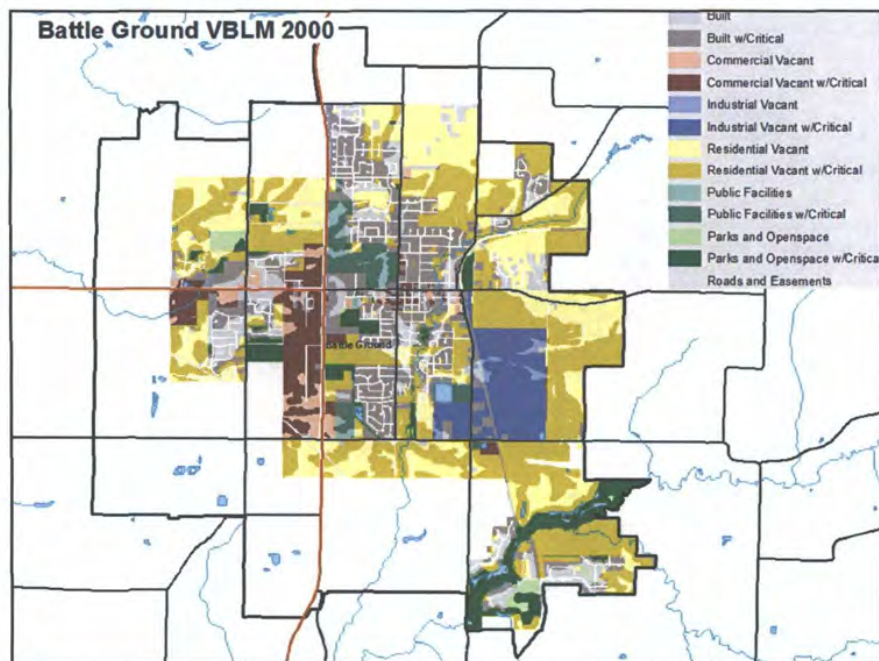 Battle Ground VBLM 2000
Built
Built w/Critical
Commercial Vacant
Commercial Vacant w/Critical
Industrial Vacant
Industrial Vacant w/Critical
Residential Vacant
Residential Vacant w/Critical
Public Facilities
Public Facilities w/Critical
Parks and Openspace
Parks and Openspace w/Critica
Roads and Easements
Battle Ground